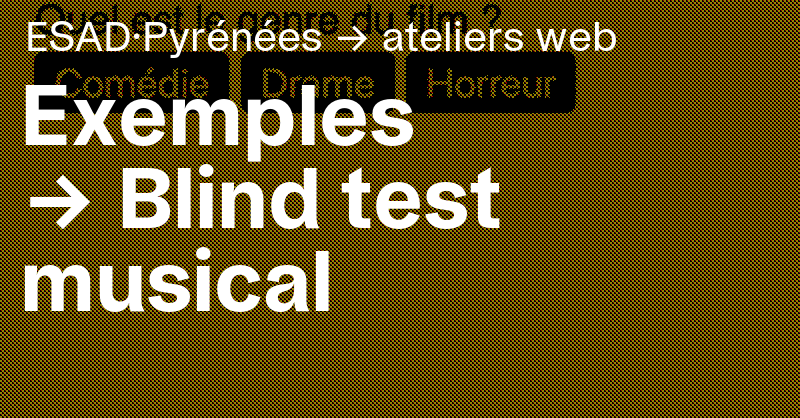 Quel est le genre du film ?
ESAD·Pyrénées → ateliers web
Comédie Drame Horreur
Exemples
→ Blind test
musical